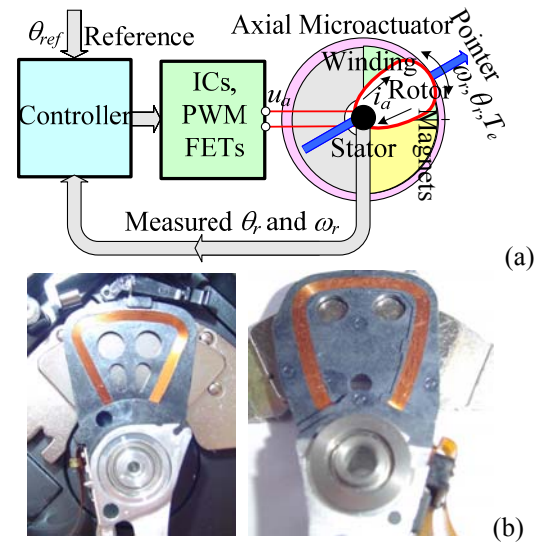 θref
Reference
Axial Microactuator
Controller
ICs,
PWM
FETs
ua
Winding
ia
Rotor
Stator
Magnets
Pointer
ωr, θr, Te
Measured θr and ωr
(a)
(b)